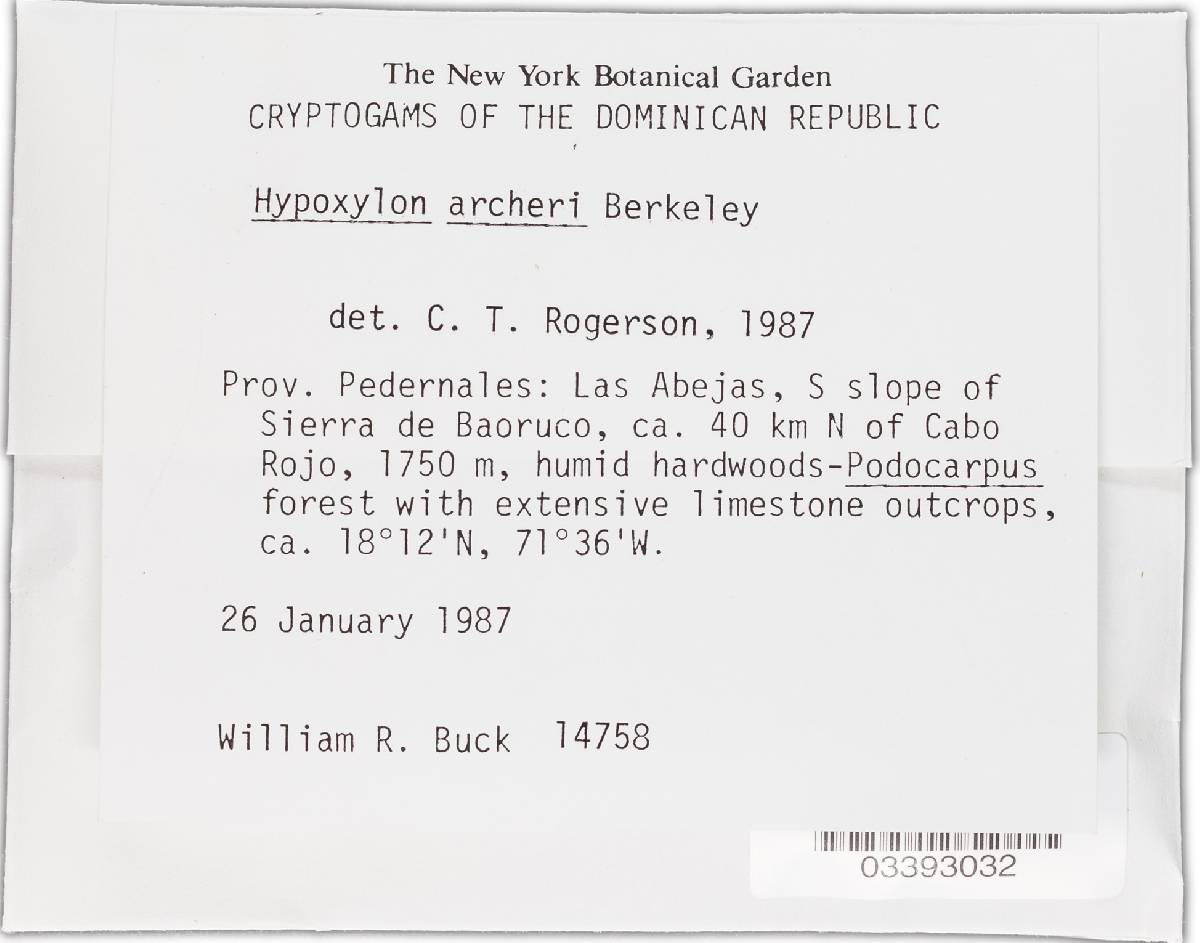 The New York Botanical Garden
CRYPTOGAMS OF THE DOMINICAN REPUBLIC
Hypoxylon archeri Berkeley
det. C. T. Rogerson, 1987
Prov. Pedernales: Las Abejas, S slope of
Sierra de Baoruco, ca. 40 km N of Cabo
Rojo, 1750 m, humid hardwoods-Podocarpus
forest with extensive limestone outcrops,
ca. 18°12'N, 71°36'W.
26 January 1987
William R. Buck 14758
03393032